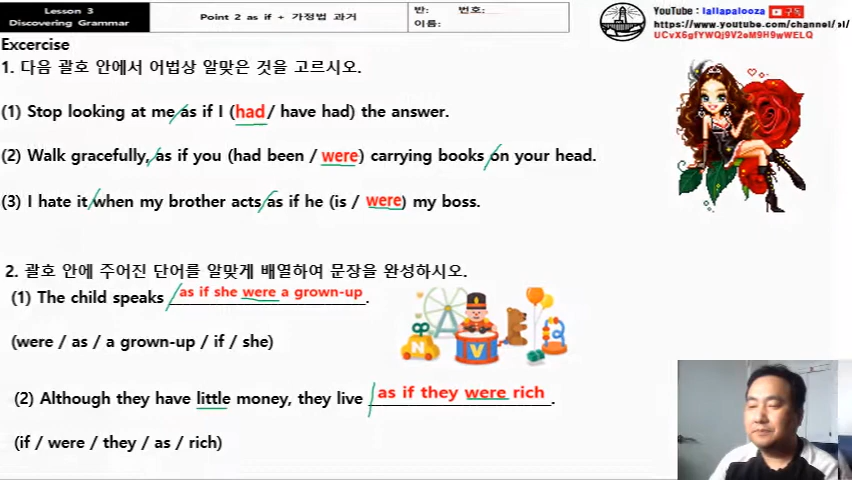 Lesson 3
Discovering Grammar
Point 2 as if + 가정법 과거
반: 번호:
이름:
YouTube : lallapalooza 구독
https://www.youtube.com/channel/
UCvX6gfYWQj9V2eM9H9wWELQ
Excercise
1. 다음 괄호 안에서 어법상 알맞은 것을 고르시오.
(1) Stop looking at me as if I (had / have had) the answer.
(2) Walk gracefully, as if you (had been / were) carrying books on your head.
(3) I hate it when my brother acts as if he (is / were) my boss.
2. 괄호 안에 주어진 단어를 알맞게 배열하여 문장을 완성하시오.
(1) The child speaks as if she were a grown-up.
(were / as / a grown-up / if / she)
N V E R
(2) Although they have little money, they live as if they were rich.
(if / were / they / as / rich)